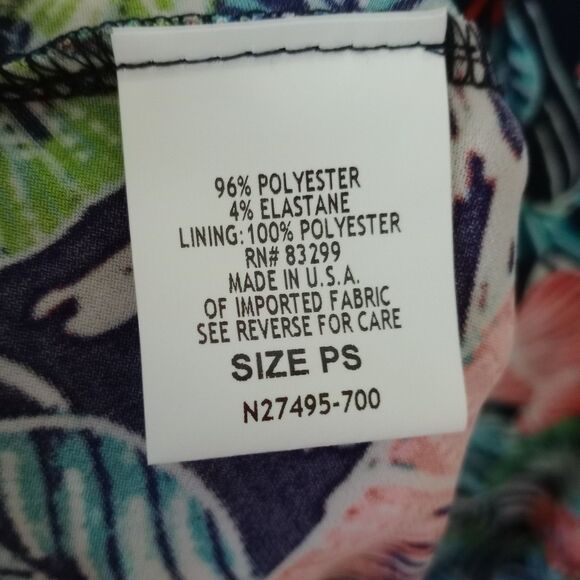 96% POLYESTER
4% ELASTANE
LINING: 100% POLYESTER
RN# 83299
MADE IN U.S.A.
OF IMPORTED FABRIC
SEE REVERSE FOR CARE
SIZE PS
N27495-700